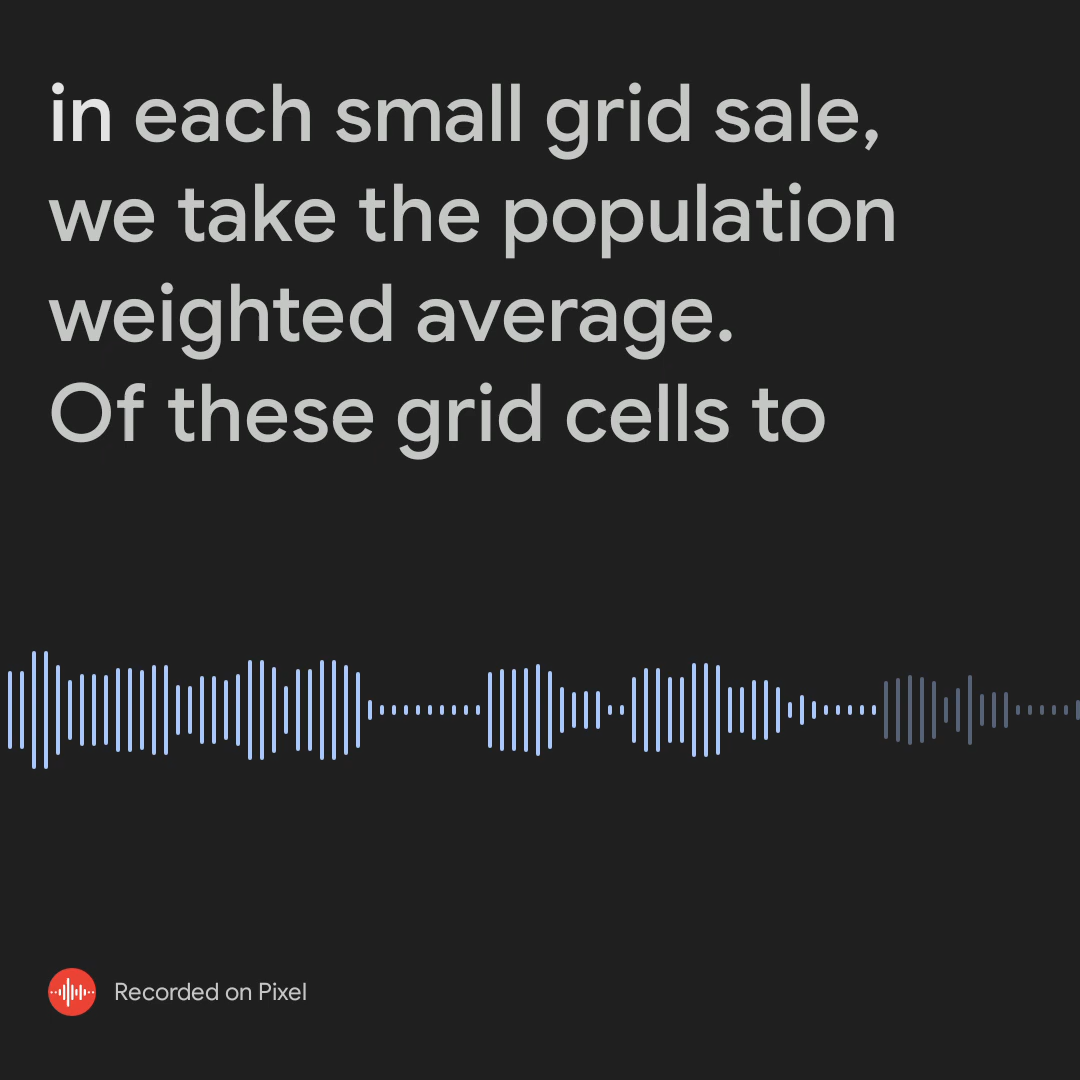 in each small grid sale,
we take the population
weighted average.
Of these grid cells to
Recorded on Pixel